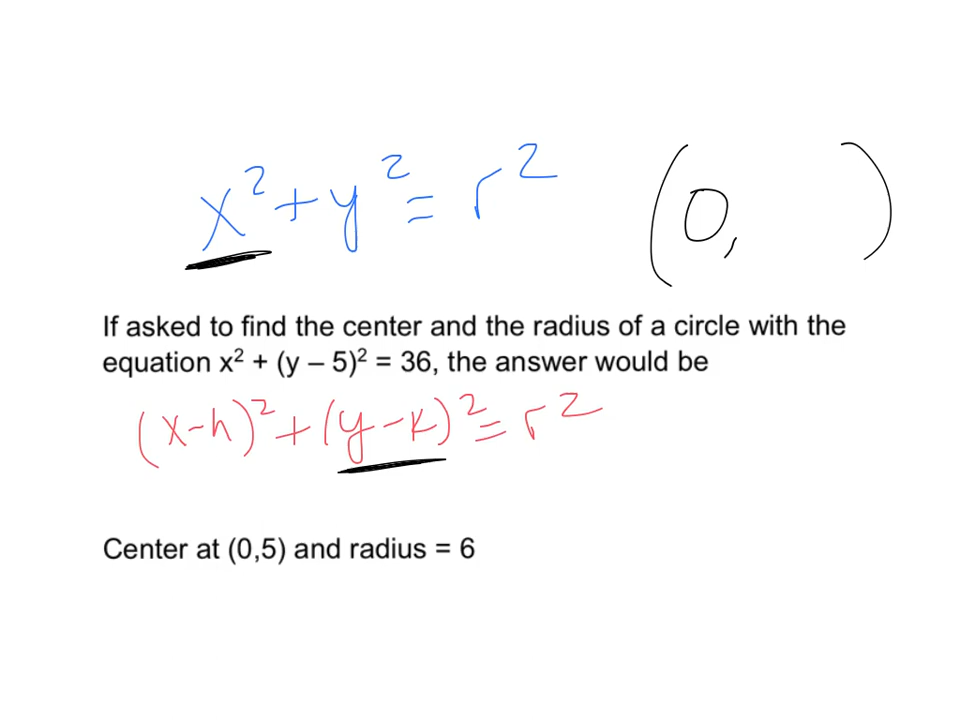 x² + y² = r² (0, )
If asked to find the center and the radius of a circle with the
equation x² + (y – 5)² = 36, the answer would be
(x-h)² + (y-k)² = r²
Center at (0,5) and radius = 6